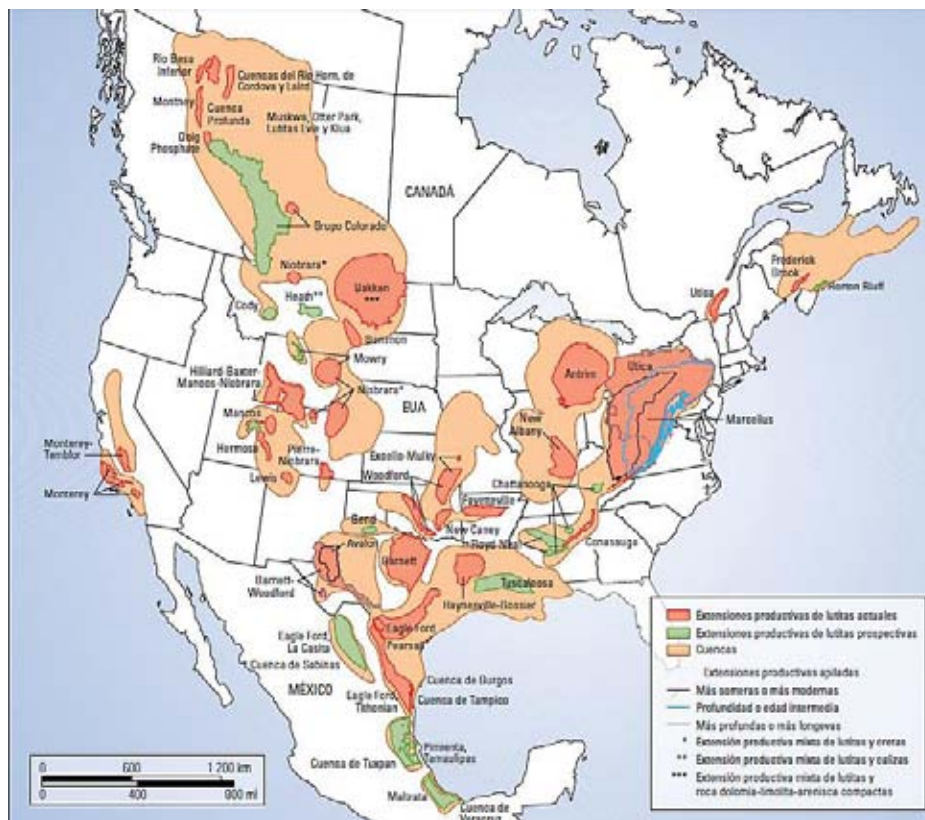 Río Besa
Inferior
Cuencas del Río Horn, de
Cordova y Laird
Montney
Cuenca
Profunda
Muskwa, Otter Park,
Lutitas Evie y Klua
Doig
Phosphate
CANADÁ
Grupo Colorado
Niobrara*
Bakken
***
Cody
Heath**
Frederick
Brook
Horton Bluff
Utica
Gammon
Mowry
Hilliard-Baxter-
Mancos-Niobrara
Niobrara*
Antrim
Utica
Mancos
EUA
New
Albany
Marcellus
Hermosa
Pierre-
Niobrara
Excello-Mulky
Monterey-
Temblor
Lewis
Woodford
Chattanooga
Monterey
Fayetteville
Bend
New Caney
Floyd-Neal
Conasauga
Avalon
Barnett
Barnett-
Woodford
Tuscaloosa
Haynesville-Bossier
Eagle Ford
Pearsall
Eagle Ford,
La Casita
Cuenca de Sabinas
MÉXICO
Cuenca de Burgos
Eagle Ford,
Tithonian
Cuenca de Tampico
Pimienta,
Tamaulipas
Cuenca de Tuxpan
Maltrata
Cuenca de
Veracruz
0 600 1 200 km
0 400 800 mi
Extensiones productivas de lutitas actuales
Extensiones productivas de lutitas prospectivas
Cuencas
Extensiones productivas apiladas
Más someras o más modernas
Profundidad o edad intermedia
Más profundas o más longevas
* Extensión productiva mixta de lutitas y cretas
** Extensión productiva mixta de lutitas y calizas
*** Extensión productiva mixta de lutitas y
roca dolomía-limolita-arenisca compactas